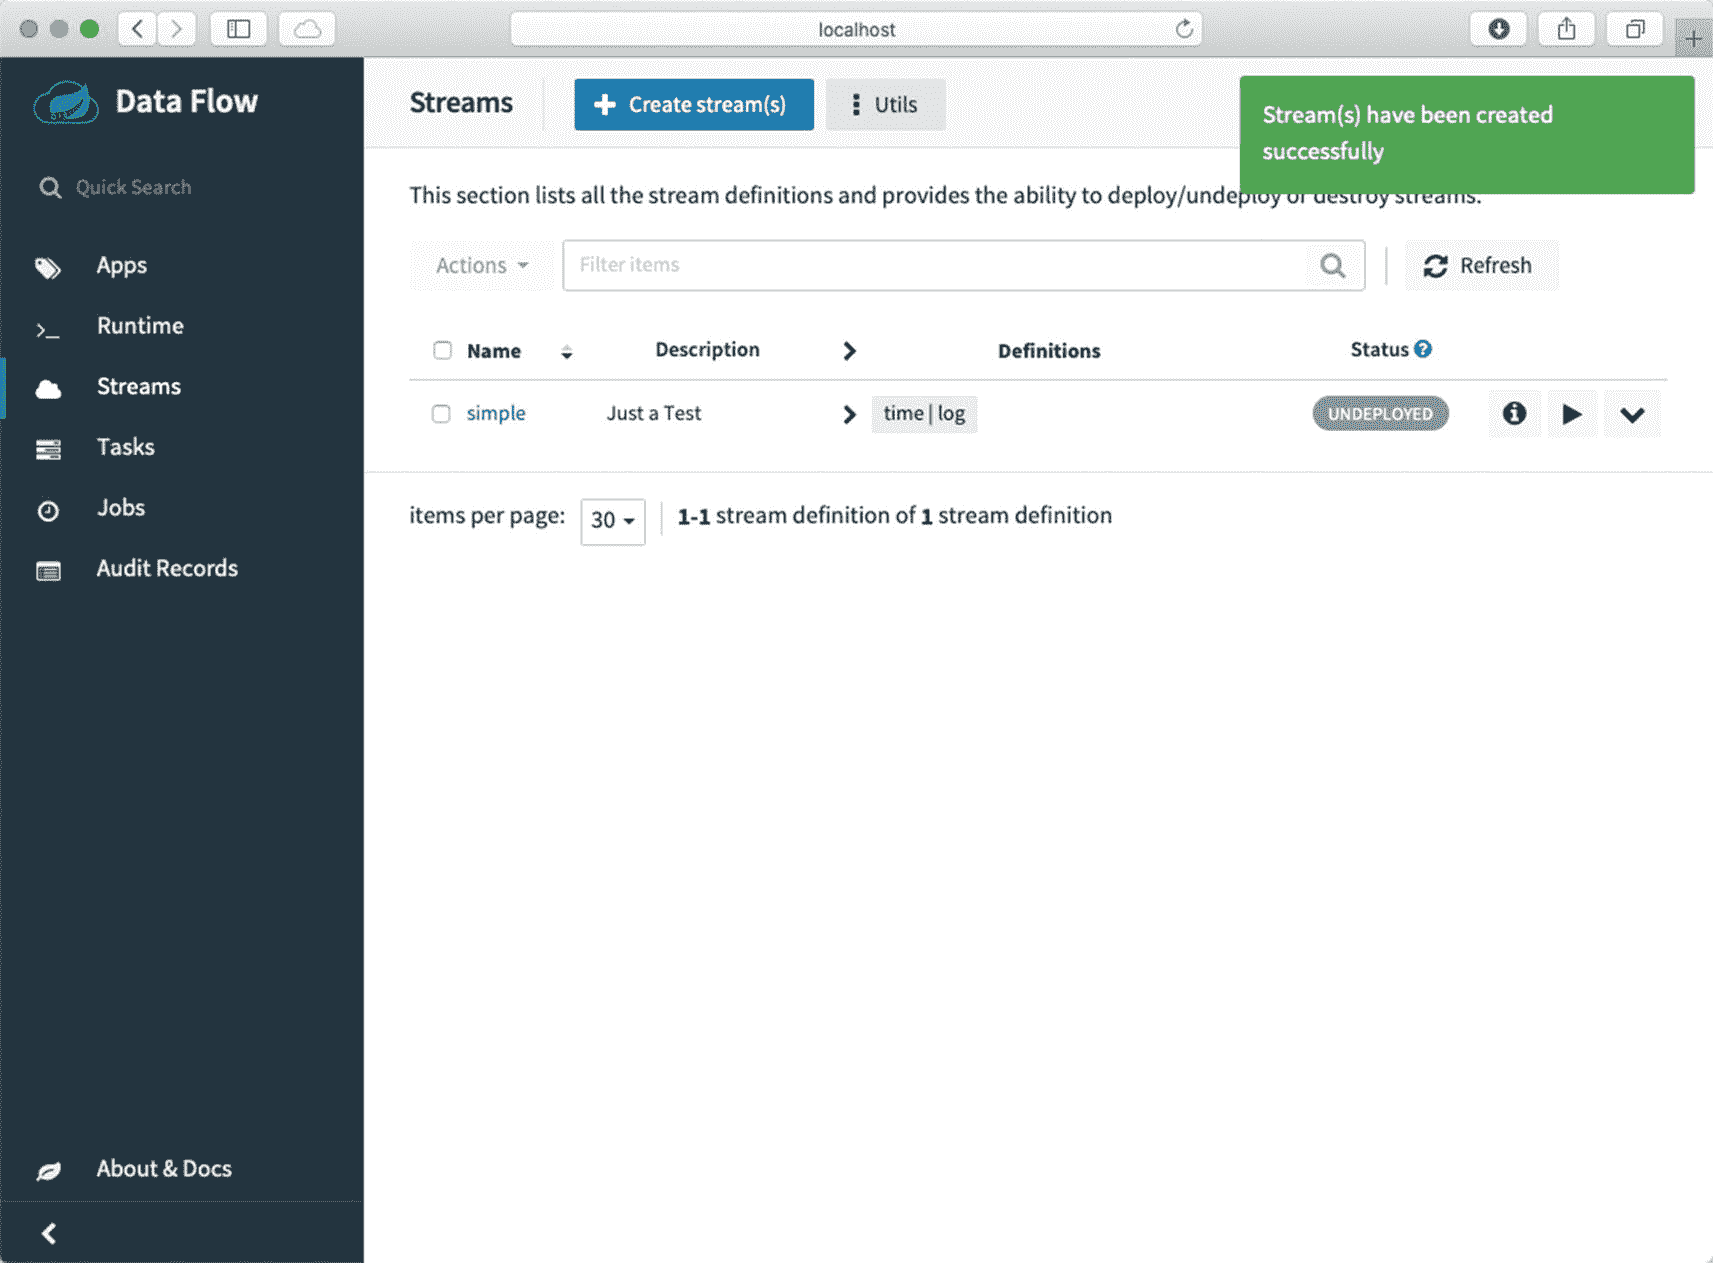 localhost
Data Flow
Quick Search
Apps
Runtime
Streams
Tasks
Jobs
Audit Records
About & Docs
Streams
Create stream(s)
Utils
Stream(s) have been created
successfully
This section lists all the stream definitions and provides the ability to deploy/undeploy or destroy streams.
Actions
Filter items
Refresh
Name Description Definitions Status
simple Just a Test time | log UNDEPLOYED
items per page: 30 1-1 stream definition of 1 stream definition